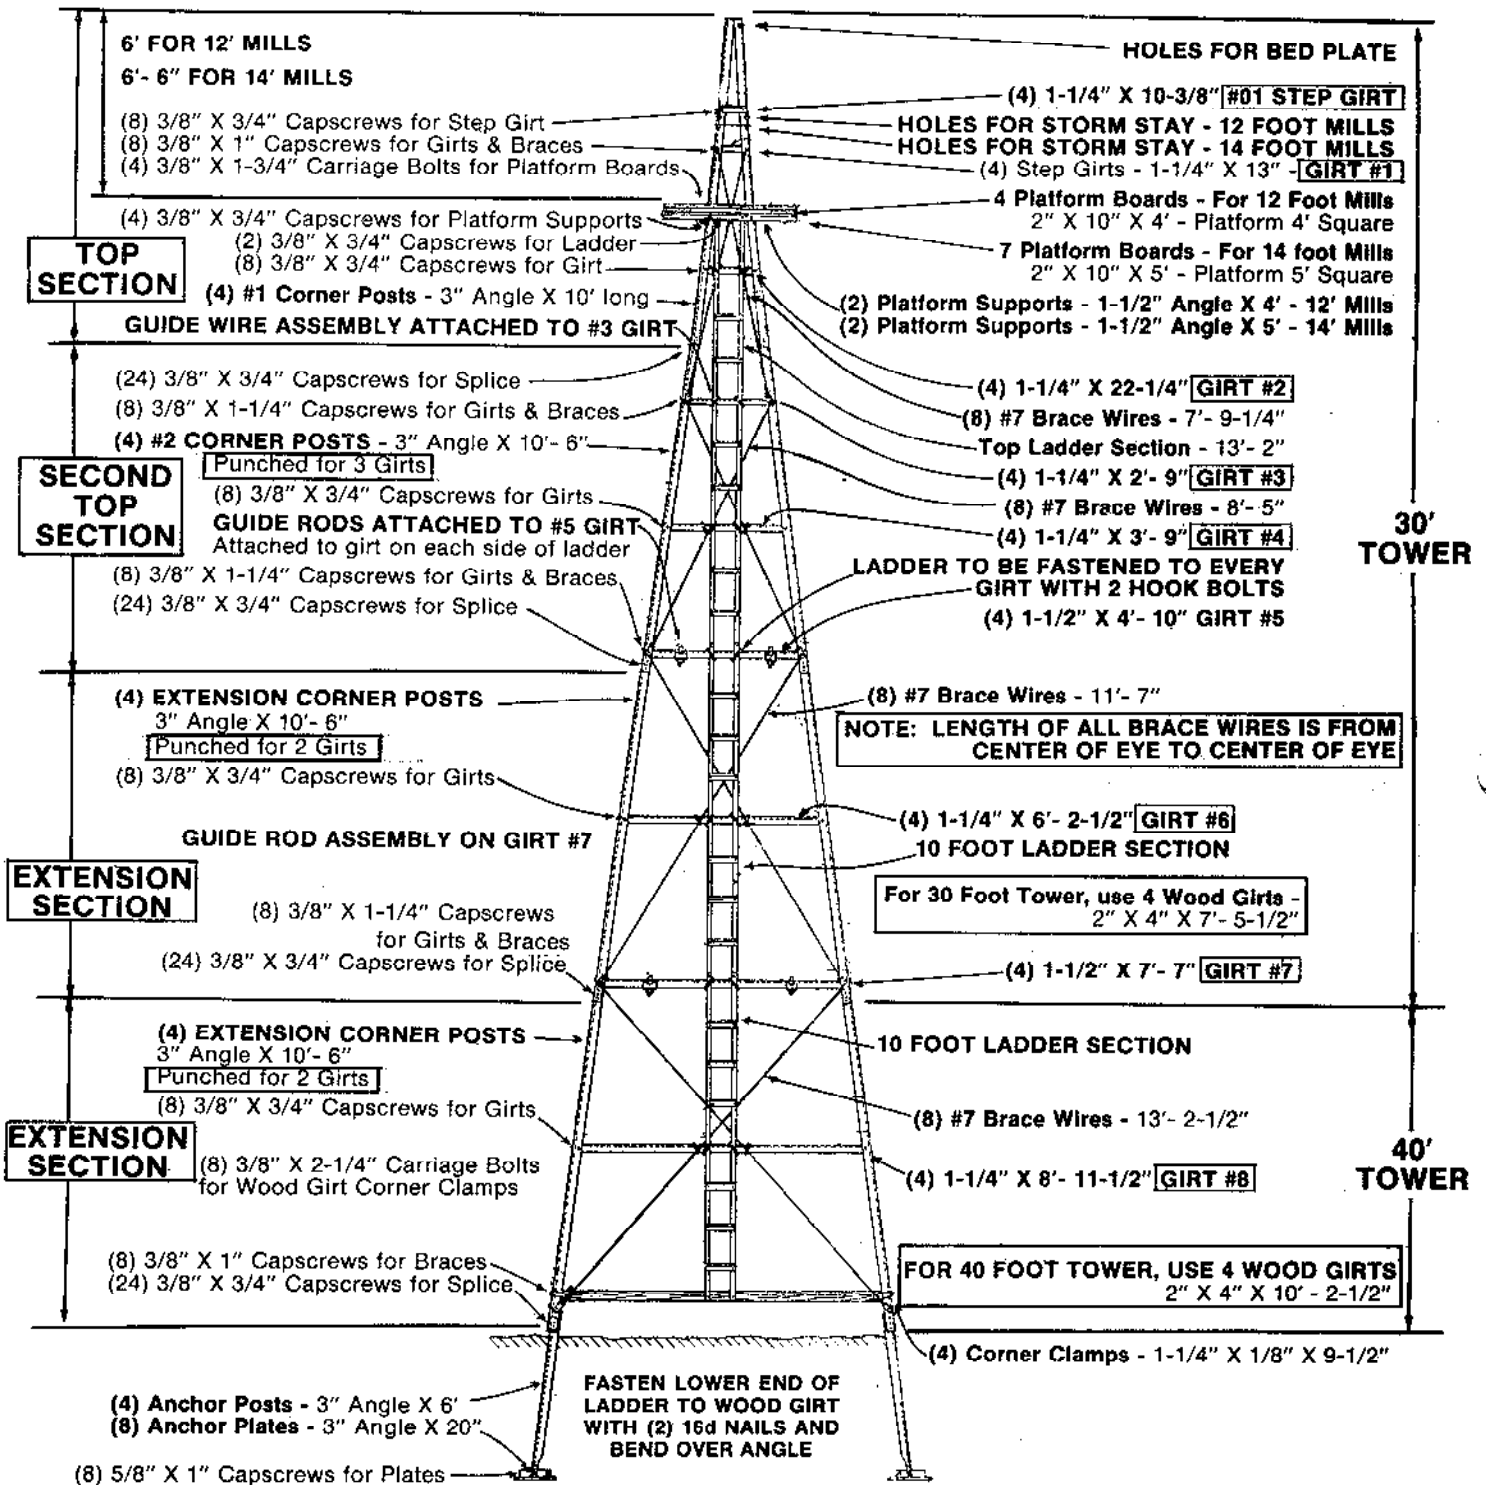 6' FOR 12' MILLS
6'- 6" FOR 14' MILLS
(8) 3/8" X 3/4" Capscrews for Step Girt
(8) 3/8" X 1" Capscrews for Girts & Braces
(4) 3/8" X 1-3/4" Carriage Bolts for Platform Boards
(4) 3/8" X 3/4" Capscrews for Platform Supports
(2) 3/8" X 3/4" Capscrews for Ladder
(8) 3/8" X 3/4" Capscrews for Girt
TOP
SECTION
(4) #1 Corner Posts - 3" Angle X 10' long
GUIDE WIRE ASSEMBLY ATTACHED TO #3 GIRT
(24) 3/8" X 3/4" Capscrews for Splice
(8) 3/8" X 1-1/4" Capscrews for Girts & Braces
(4) #2 CORNER POSTS - 3" Angle X 10'- 6"
Punched for 3 Girts
SECOND
TOP
SECTION
(8) 3/8" X 3/4" Capscrews for Girts
GUIDE RODS ATTACHED TO #5 GIRT
Attached to girt on each side of ladder
(8) 3/8" X 1-1/4" Capscrews for Girts & Braces
(24) 3/8" X 3/4" Capscrews for Splice
(4) EXTENSION CORNER POSTS
3" Angle X 10'- 6"
Punched for 2 Girts
(8) 3/8" X 3/4" Capscrews for Girts
GUIDE ROD ASSEMBLY ON GIRT #7
EXTENSION
SECTION
(8) 3/8" X 1-1/4" Capscrews
for Girts & Braces
(24) 3/8" X 3/4" Capscrews for Splice
(4) EXTENSION CORNER POSTS
3" Angle X 10'- 6"
Punched for 2 Girts
(8) 3/8" X 3/4" Capscrews for Girts
EXTENSION
SECTION
(8) 3/8" X 2-1/4" Carriage Bolts
for Wood Girt Corner Clamps
(8) 3/8" X 1" Capscrews for Braces
(24) 3/8" X 3/4" Capscrews for Splice
(4) Anchor Posts - 3" Angle X 6'
(8) Anchor Plates - 3" Angle X 20"
(8) 5/8" X 1" Capscrews for Plates
FASTEN LOWER END OF
LADDER TO WOOD GIRT
WITH (2) 16d NAILS AND
BEND OVER ANGLE
HOLES FOR BED PLATE
(4) 1-1/4" X 10-3/8" #01 STEP GIRT
HOLES FOR STORM STAY - 12 FOOT MILLS
HOLES FOR STORM STAY - 14 FOOT MILLS
(4) Step Girts - 1-1/4" X 13" - GIRT #1
4 Platform Boards - For 12 Foot Mills
2" X 10" X 4' - Platform 4' Square
7 Platform Boards - For 14 foot Mills
2" X 10" X 5' - Platform 5' Square
(2) Platform Supports - 1-1/2" Angle X 4' - 12' Mills
(2) Platform Supports - 1-1/2" Angle X 5' - 14' Mills
(4) 1-1/4" X 22-1/4" GIRT #2
(8) #7 Brace Wires - 7'- 9-1/4"
Top Ladder Section - 13'- 2"
(4) 1-1/4" X 2'- 9" GIRT #3
(8) #7 Brace Wires - 8'- 5"
(4) 1-1/4" X 3'- 9" GIRT #4
30'
TOWER
LADDER TO BE FASTENED TO EVERY
GIRT WITH 2 HOOK BOLTS
(4) 1-1/2" X 4'- 10" GIRT #5
(8) #7 Brace Wires - 11'- 7"
NOTE: LENGTH OF ALL BRACE WIRES IS FROM
CENTER OF EYE TO CENTER OF EYE
(4) 1-1/4" X 6'- 2-1/2" GIRT #6
10 FOOT LADDER SECTION
For 30 Foot Tower, use 4 Wood Girts -
2" X 4" X 7'- 5-1/2"
(4) 1-1/2" X 7'- 7" GIRT #7
10 FOOT LADDER SECTION
(8) #7 Brace Wires - 13'- 2-1/2"
40'
TOWER
(4) 1-1/4" X 8'- 11-1/2" GIRT #8
FOR 40 FOOT TOWER, USE 4 WOOD GIRTS
2" X 4" X 10' - 2-1/2"
(4) Corner Clamps - 1-1/4" X 1/8" X 9-1/2"